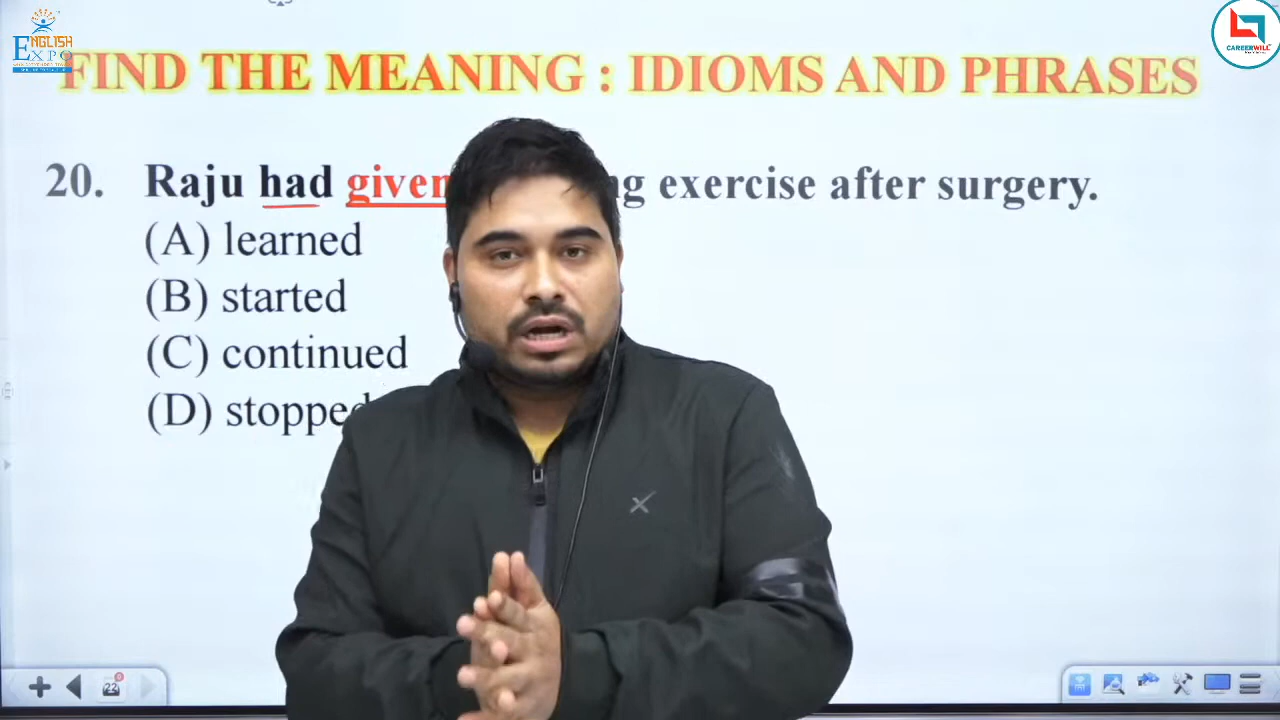 ENGLISH
EXPO
CAREERWILL
FIND THE MEANING : IDIOMS AND PHRASES
20. Raju had given exercise after surgery.
(A) learned
(B) started
(C) continued
(D) stopped
22